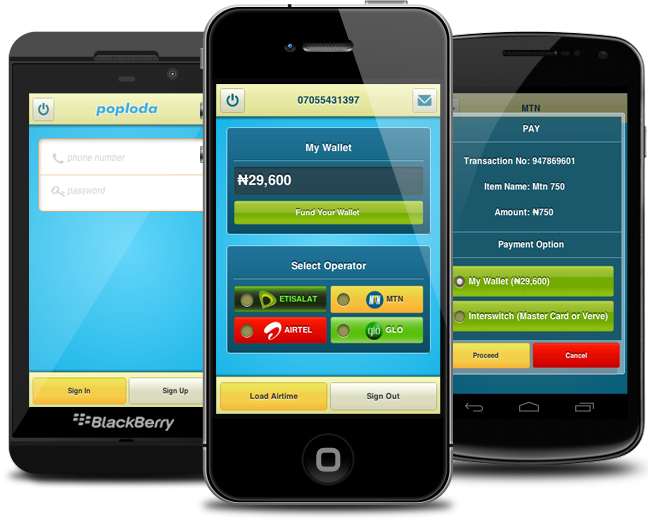 poploda
phone number
password
Sign In
Sign Up
BlackBerry
07055431397
My Wallet
₦29,600
Fund Your Wallet
Select Operator
ETISALAT
MTN MTN
AIRTEL
glo GLO
Load Airtime
Sign Out
MTN
PAY
Transaction No: 947869601
Item Name: Mtn 750
Amount: ₦750
Payment Option
My Wallet (₦29,600)
Interswitch (Master Card or Verve)
Proceed
Cancel